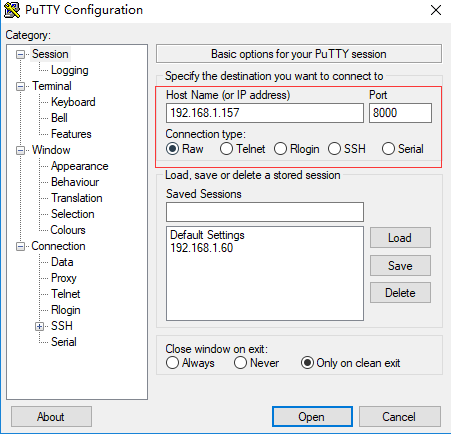 PuTTY Configuration
Category:
Session
Logging
Terminal
Keyboard
Bell
Features
Window
Appearance
Behaviour
Translation
Selection
Colours
Connection
Data
Proxy
Telnet
Rlogin
SSH
Serial
Basic options for your PuTTY session
Specify the destination you want to connect to
Host Name (or IP address) Port
192.168.1.157 8000
Connection type:
Raw Telnet Rlogin SSH Serial
Load, save or delete a stored session
Saved Sessions
Default Settings
192.168.1.60
Load
Save
Delete
Close window on exit:
Always Never Only on clean exit
About Open Cancel